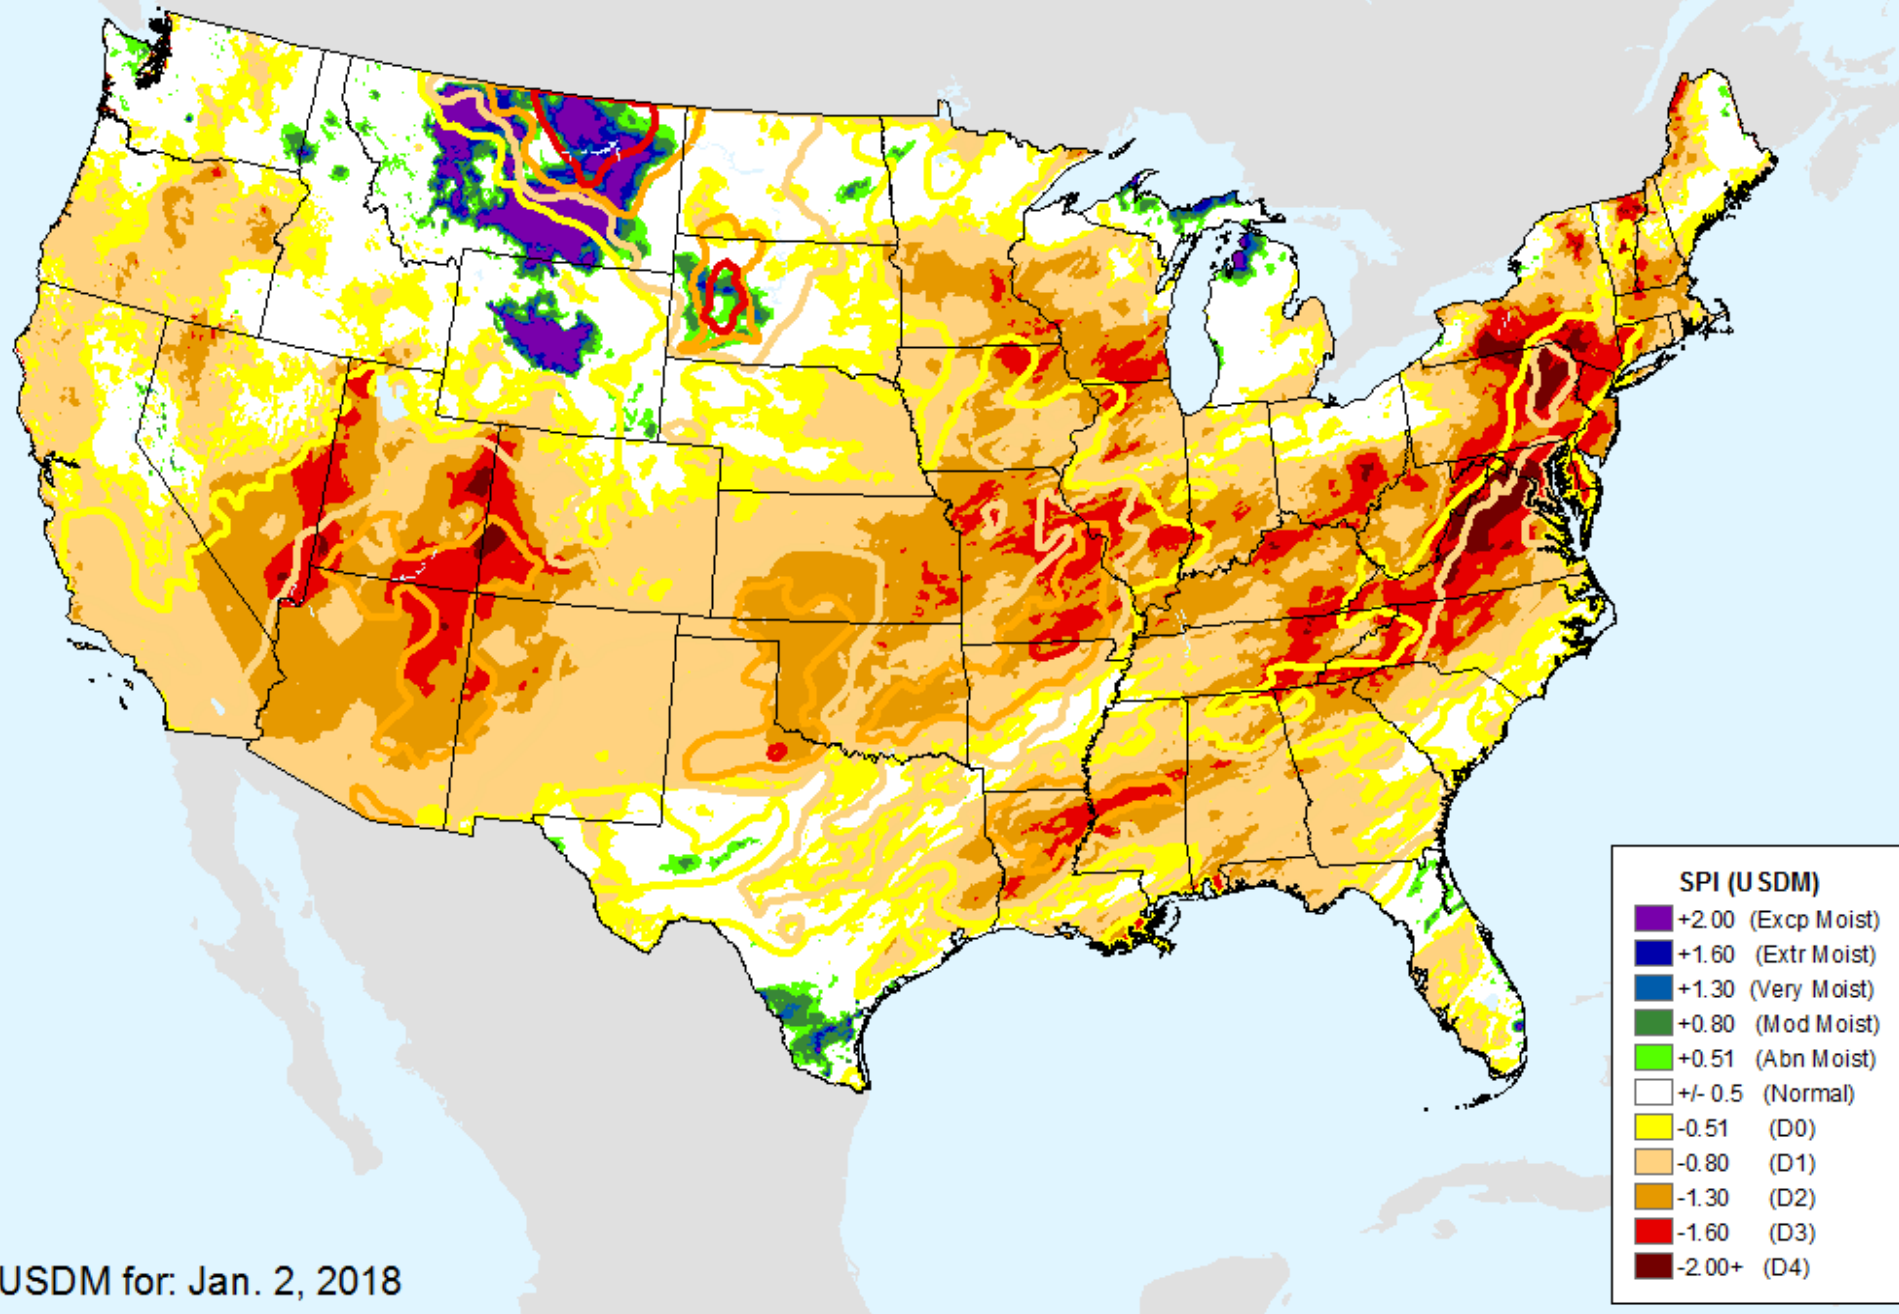 SPI (USDM)
+2.00 (Excp Moist)
+1.60 (Extr Moist)
+1.30 (Very Moist)
+0.80 (Mod Moist)
+0.51 (Abn Moist)
+/- 0.5 (Normal)
-0.51 (D0)
-0.80 (D1)
-1.30 (D2)
-1.60 (D3)
-2.00+ (D4)
USDM for: Jan. 2, 2018